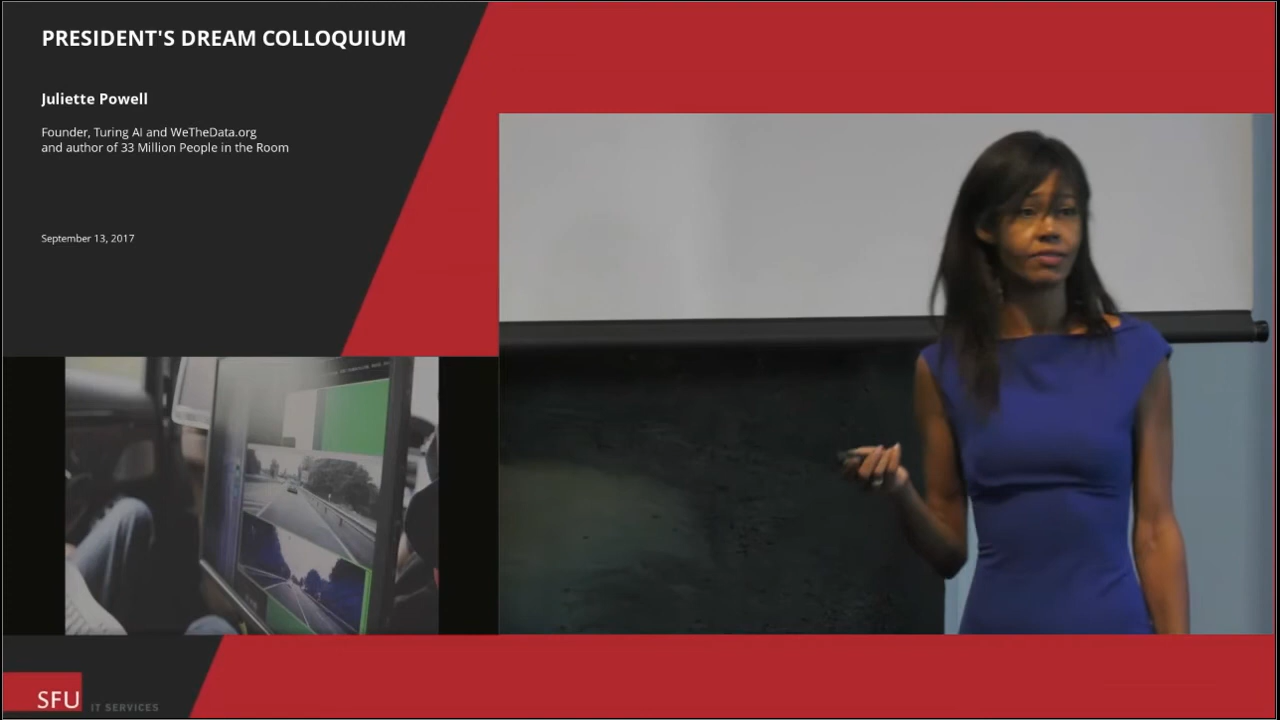 PRESIDENT'S DREAM COLLOQUIUM
Juliette Powell
Founder, Turing AI and WeTheData.org
and author of 33 Million People in the Room
September 13, 2017
SFU IT SERVICES